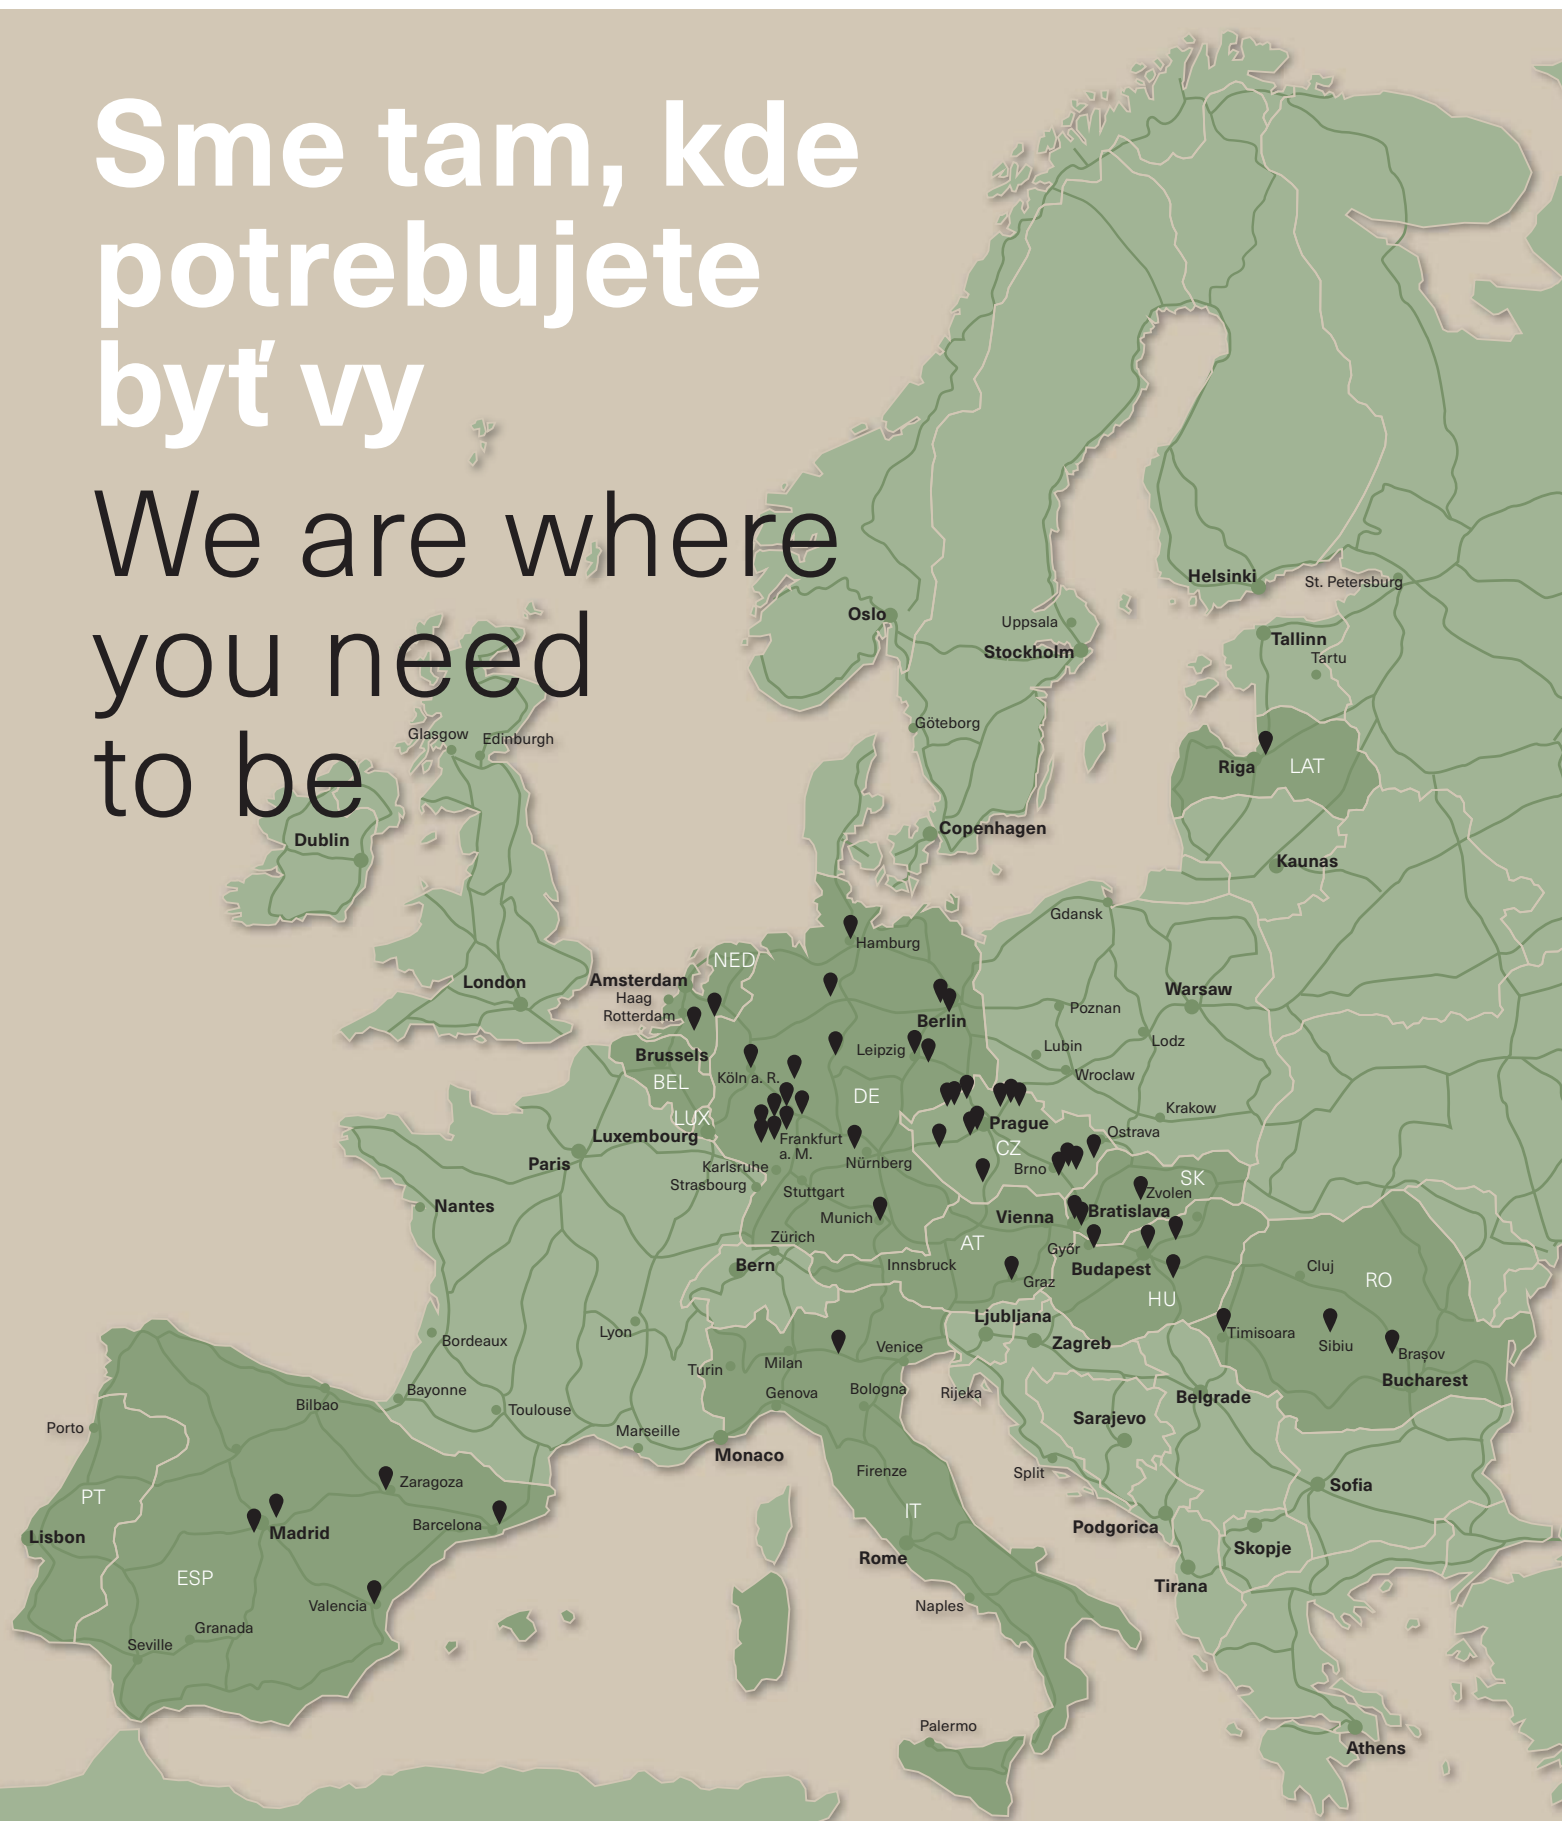 Sme tam, kde
potrebujete
byť vy
We are where
you need
to be
Helsinki
St. Petersburg
Oslo
Uppsala
Stockholm
Tallinn
Tartu
Göteborg
Glasgow
Edinburgh
Riga
LAT
Copenhagen
Dublin
Kaunas
Gdansk
Hamburg
NED
London
Amsterdam
Haag
Rotterdam
Warsaw
Poznan
Berlin
Lodz
Lubin
Leipzig
Brussels
Köln a. R.
BEL
Wroclaw
DE
Krakow
LUX
Luxembourg
Prague
Ostrava
Frankfurt
a. M.
CZ
Paris
Nürnberg
Karlsruhe
Brno
SK
Strasbourg
Stuttgart
Zvolen
Nantes
Munich
Vienna
Bratislava
Zürich
AT
Győr
Bern
Innsbruck
Budapest
Cluj
RO
Graz
HU
Ljubljana
Lyon
Bordeaux
Zagreb
Timisoara
Sibiu
Brașov
Venice
Milan
Turin
Bucharest
Bayonne
Genova
Bologna
Rijeka
Belgrade
Bilbao
Toulouse
Sarajevo
Porto
Marseille
Monaco
Firenze
Split
Zaragoza
Sofia
PT
IT
Barcelona
Podgorica
Madrid
Lisbon
Skopje
Rome
ESP
Tirana
Valencia
Naples
Granada
Seville
Palermo
Athens